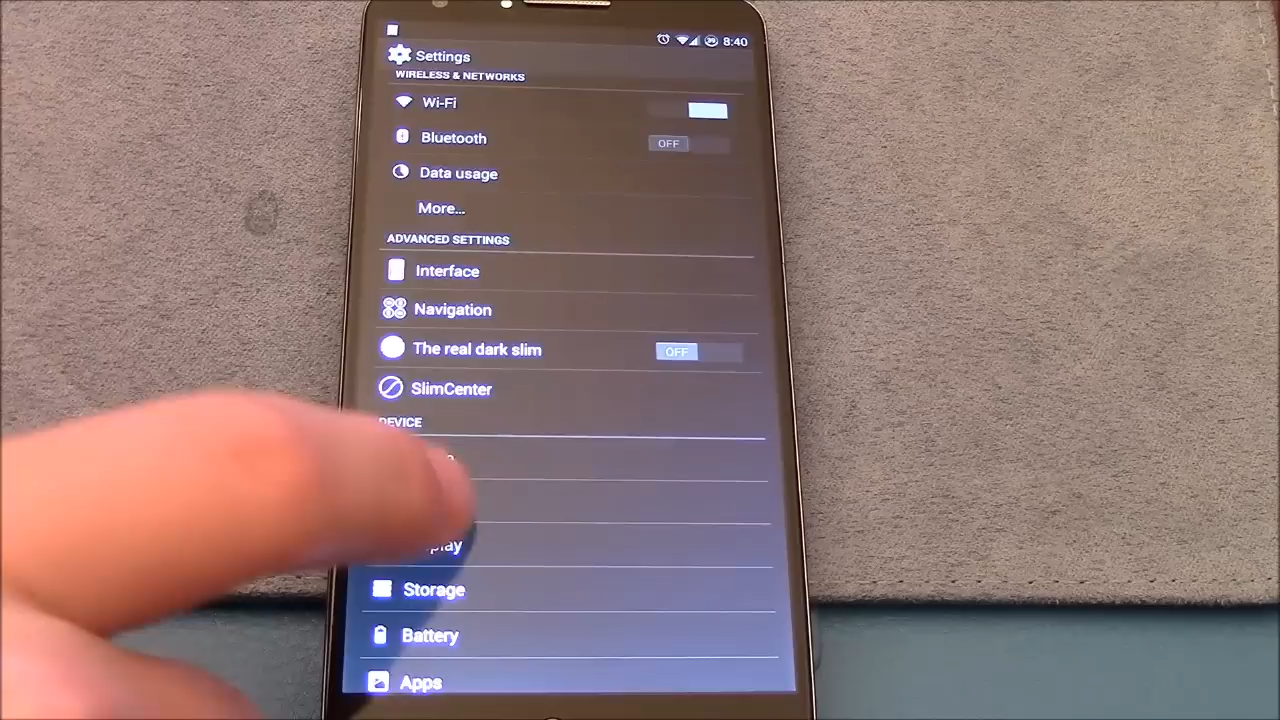 8:40
Settings
WIRELESS & NETWORKS
Wi-Fi
Bluetooth OFF
Data usage
More...
ADVANCED SETTINGS
Interface
Navigation
The real dark slim OFF
SlimCenter
DEVICE
Storage
Battery
Apps